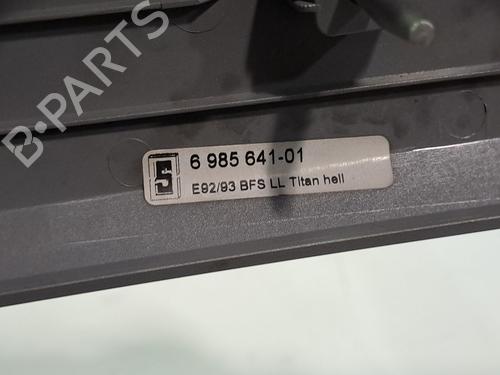 B-PARTS
6 985 641-01
E92/93 BFS LL Titan hell